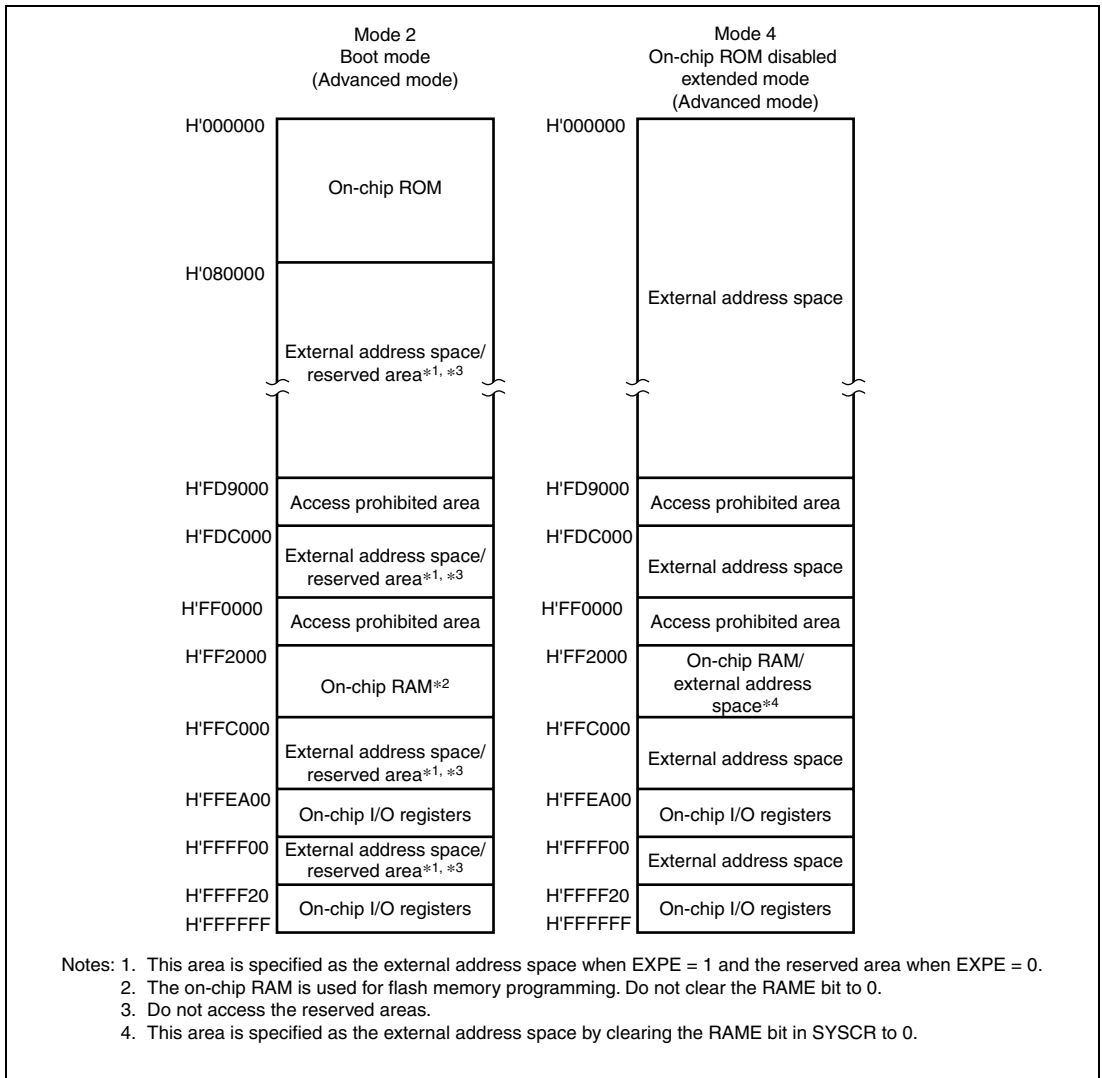 Mode 2
Boot mode
(Advanced mode)
H'000000
On-chip ROM
H'080000
External address space/
reserved area*1, *3
H'FD9000
Access prohibited area
H'FDC000
External address space/
reserved area*1, *3
H'FF0000
Access prohibited area
H'FF2000
On-chip RAM*2
H'FFC000
External address space/
reserved area*1, *3
H'FFEA00
On-chip I/O registers
H'FFFF00
External address space/
reserved area*1, *3
H'FFFF20
On-chip I/O registers
H'FFFFFF
Mode 4
On-chip ROM disabled
extended mode
(Advanced mode)
H'000000
External address space
H'FD9000
Access prohibited area
H'FDC000
External address space
H'FF0000
Access prohibited area
H'FF2000
On-chip RAM/
external address
space*4
H'FFC000
External address space
H'FFEA00
On-chip I/O registers
H'FFFF00
External address space
H'FFFF20
On-chip I/O registers
H'FFFFFF
Notes: 1. This area is specified as the external address space when EXPE = 1 and the reserved area when EXPE = 0.
2. The on-chip RAM is used for flash memory programming. Do not clear the RAME bit to 0.
3. Do not access the reserved areas.
4. This area is specified as the external address space by clearing the RAME bit in SYSCR to 0.